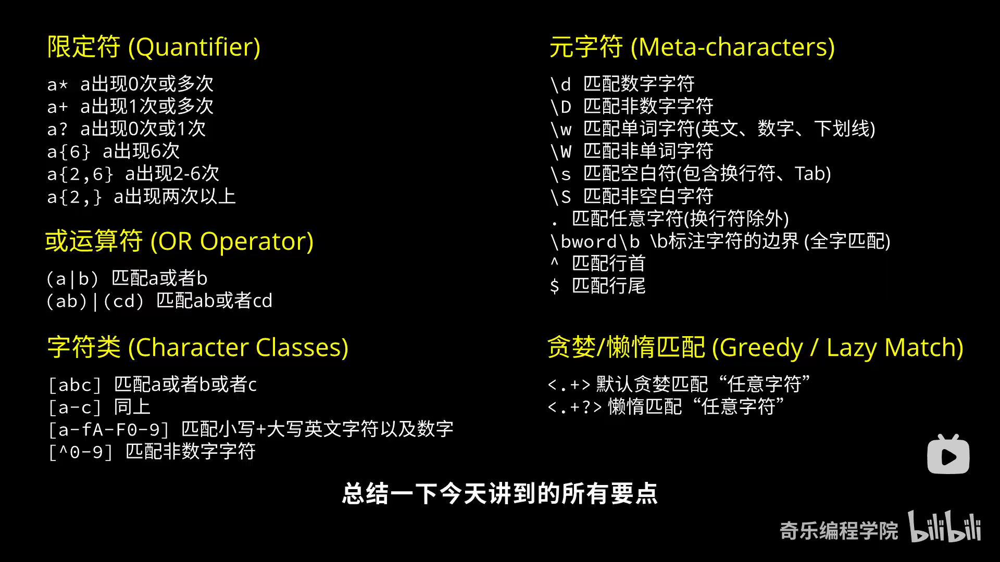 限定符 (Quantifier)
a* a出现0次或多次
a+ a出现1次或多次
a? a出现0次或1次
a{6} a出现6次
a{2,6} a出现2-6次
a{2,} a出现两次以上
或运算符 (OR Operator)
(a|b) 匹配a或者b
(ab)|(cd) 匹配ab或者cd
字符类 (Character Classes)
[abc] 匹配a或者b或者c
[a-c] 同上
[a-fA-F0-9] 匹配小写+大写英文字符以及数字
[^0-9] 匹配非数字字符
元字符 (Meta-characters)
\d 匹配数字字符
\D 匹配非数字字符
\w 匹配单词字符(英文、数字、下划线)
\W 匹配非单词字符
\s 匹配空白符(包含换行符、Tab)
\S 匹配非空白字符
. 匹配任意字符(换行符除外)
\bword\b \b标注字符的边界 (全字匹配)
^ 匹配行首
$ 匹配行尾
贪婪/懒惰匹配 (Greedy / Lazy Match)
<.+> 默认贪婪匹配“任意字符”
<.+?> 懒惰匹配“任意字符”
总结一下今天讲到的所有要点
奇乐编程学院 bilibili